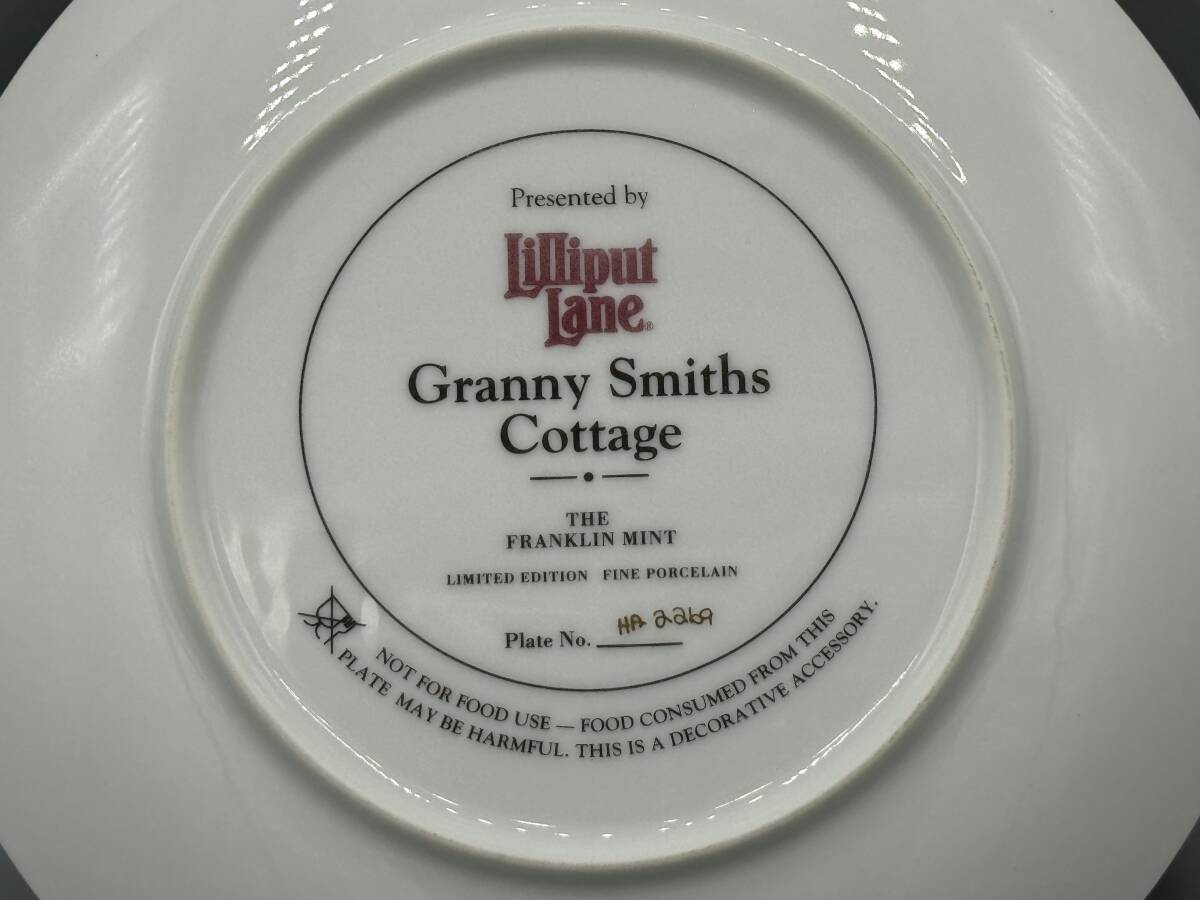 Presented by
Lilliput
Lane®
Granny Smiths
Cottage
THE
FRANKLIN MINT
LIMITED EDITION FINE PORCELAIN
Plate No. HA 2269
NOT FOR FOOD USE — FOOD CONSUMED FROM THIS
PLATE MAY BE HARMFUL. THIS IS A DECORATIVE ACCESSORY.